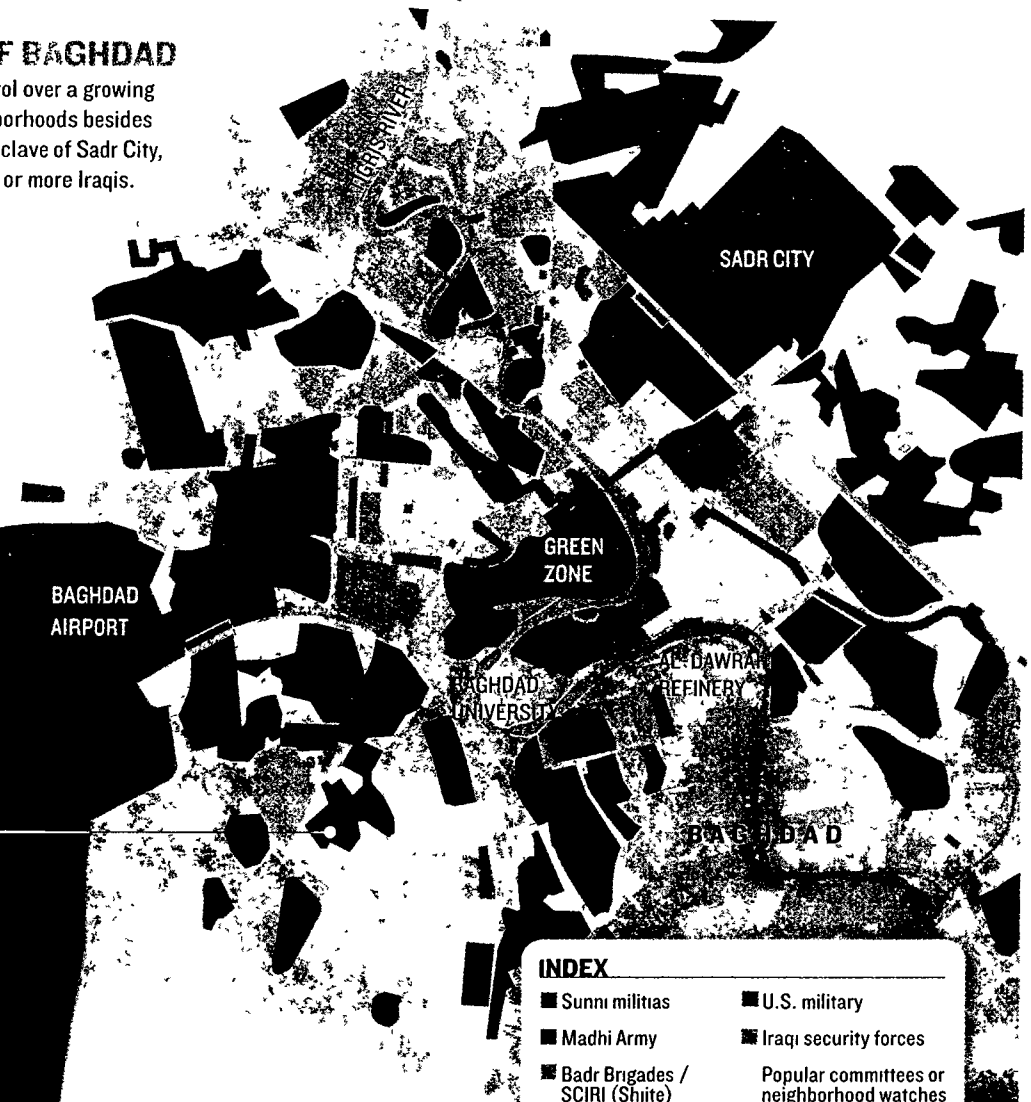 F BAGHDAD
rol over a growing
orhoods besides
clave of Sadr City,
or more Iraqis.
TIGRIS RIVER
SADR CITY
GREEN
ZONE
BAGHDAD
AIRPORT
BAGHDAD
UNIVERSITY
AL-DAWRAH
REFINERY
BAGHDAD
INDEX
Sunni militias
U.S. military
Madhi Army
Iraqi security forces
Badr Brigades /
SCIRI (Shiite)
Popular committees or
neighborhood watches